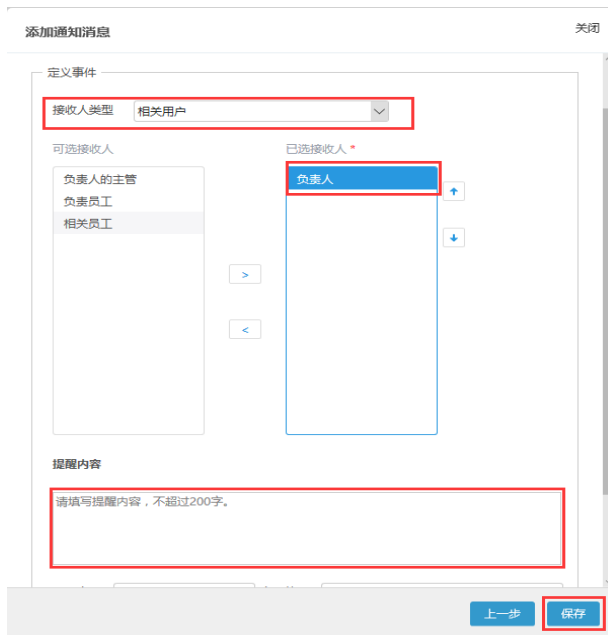 添加通知消息
关闭
定义事件
接收人类型 相关用户
可选接收人 已选接收人 *
负责人的主管 负责人
负责员工
相关员工
>
<
提醒内容
请填写提醒内容，不超过200字。
上一步 保存